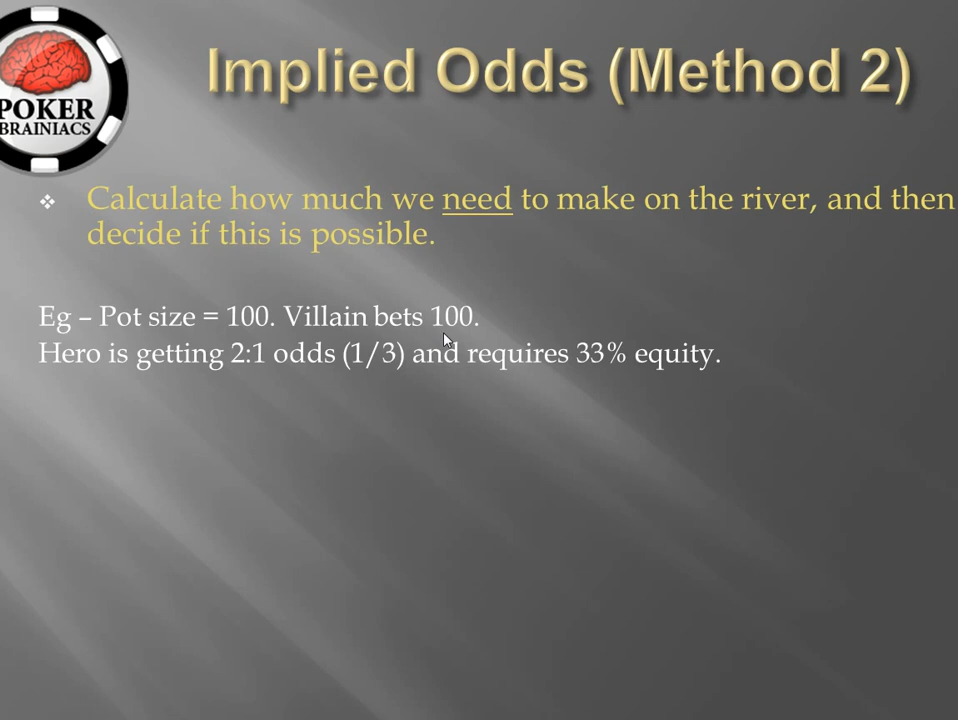 POKER
BRAINIACS
Implied Odds (Method 2)
❖ Calculate how much we need to make on the river, and then
decide if this is possible.
Eg – Pot size = 100. Villain bets 100.
Hero is getting 2:1 odds (1/3) and requires 33% equity.